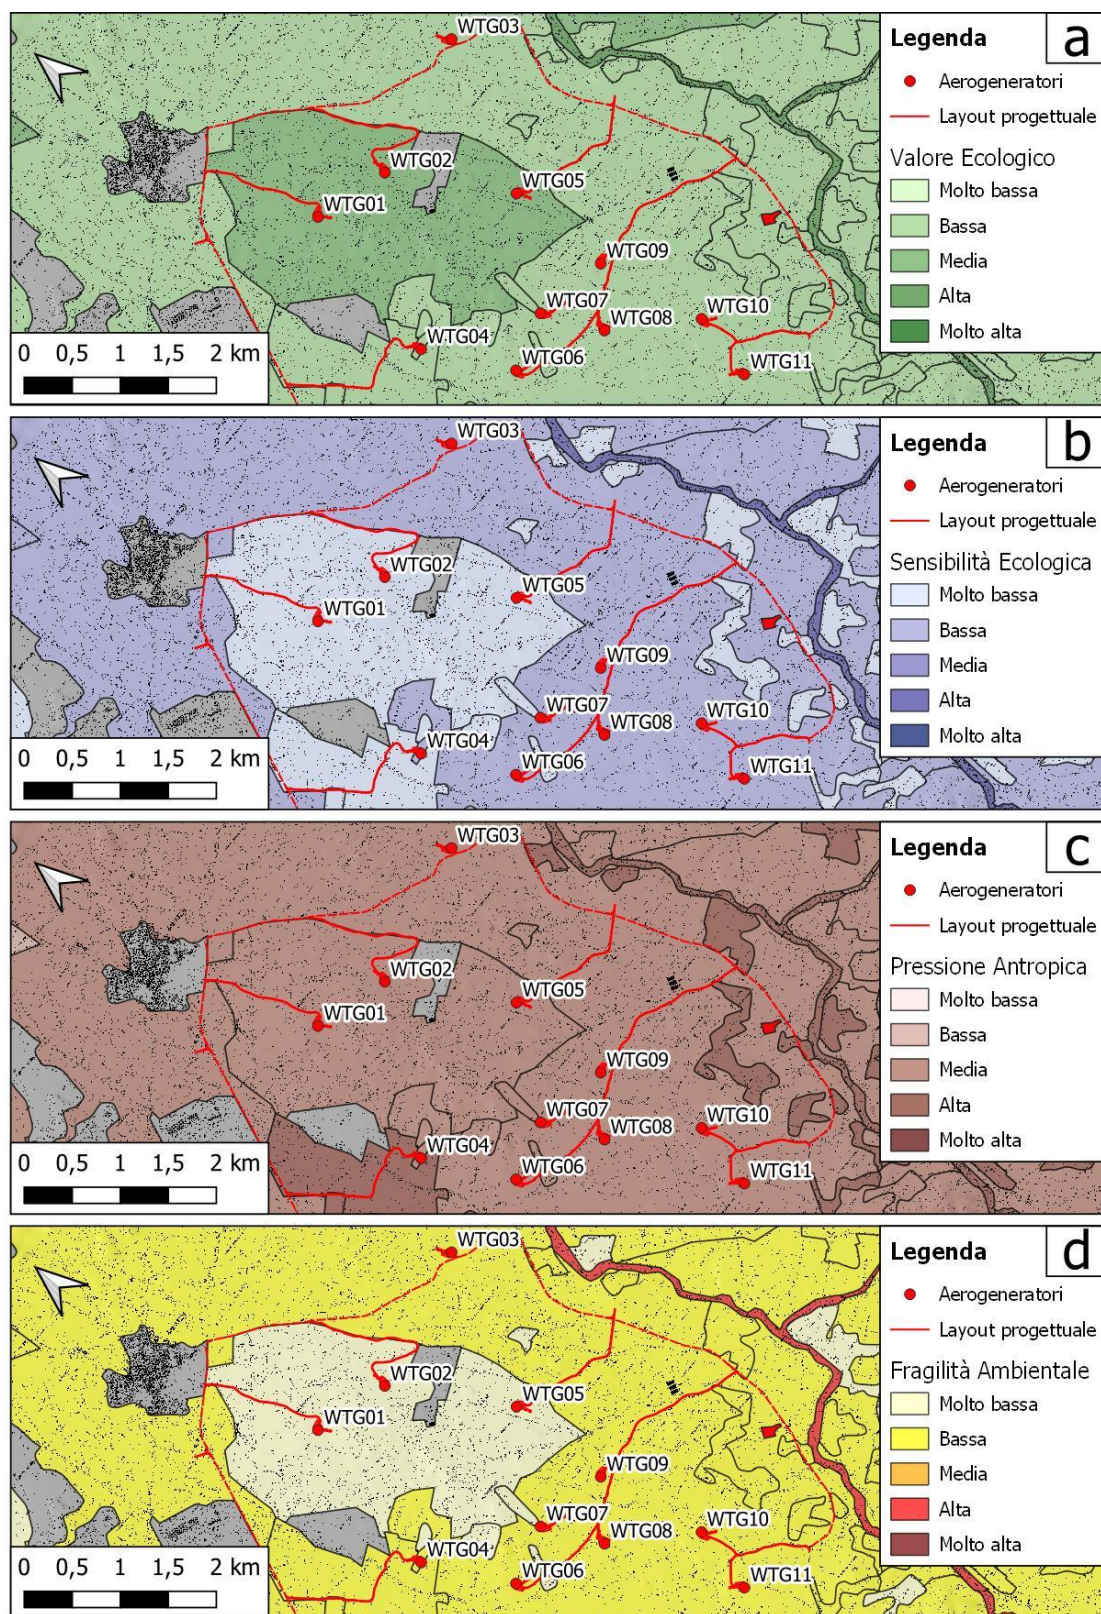 WTG03
WTG02
WTG01
WTG05
WTG09
WTG07
WTG08
WTG10
WTG04
WTG06
WTG11
0 0,5 1 1,5 2 km
Legenda
a
Aerogeneratori
Layout progettuale
Valore Ecologico
Molto bassa
Bassa
Media
Alta
Molto alta
WTG03
WTG02
WTG01
WTG05
WTG09
WTG07
WTG08
WTG10
WTG04
WTG06
WTG11
0 0,5 1 1,5 2 km
Legenda
b
Aerogeneratori
Layout progettuale
Sensibilità Ecologica
Molto bassa
Bassa
Media
Alta
Molto alta
WTG03
WTG02
WTG01
WTG05
WTG09
WTG07
WTG08
WTG10
WTG04
WTG06
WTG11
0 0,5 1 1,5 2 km
Legenda
c
Aerogeneratori
Layout progettuale
Pressione Antropica
Molto bassa
Bassa
Media
Alta
Molto alta
WTG03
WTG02
WTG01
WTG05
WTG09
WTG07
WTG08
WTG10
WTG04
WTG06
WTG11
0 0,5 1 1,5 2 km
Legenda
d
Aerogeneratori
Layout progettuale
Fragilità Ambientale
Molto bassa
Bassa
Media
Alta
Molto alta